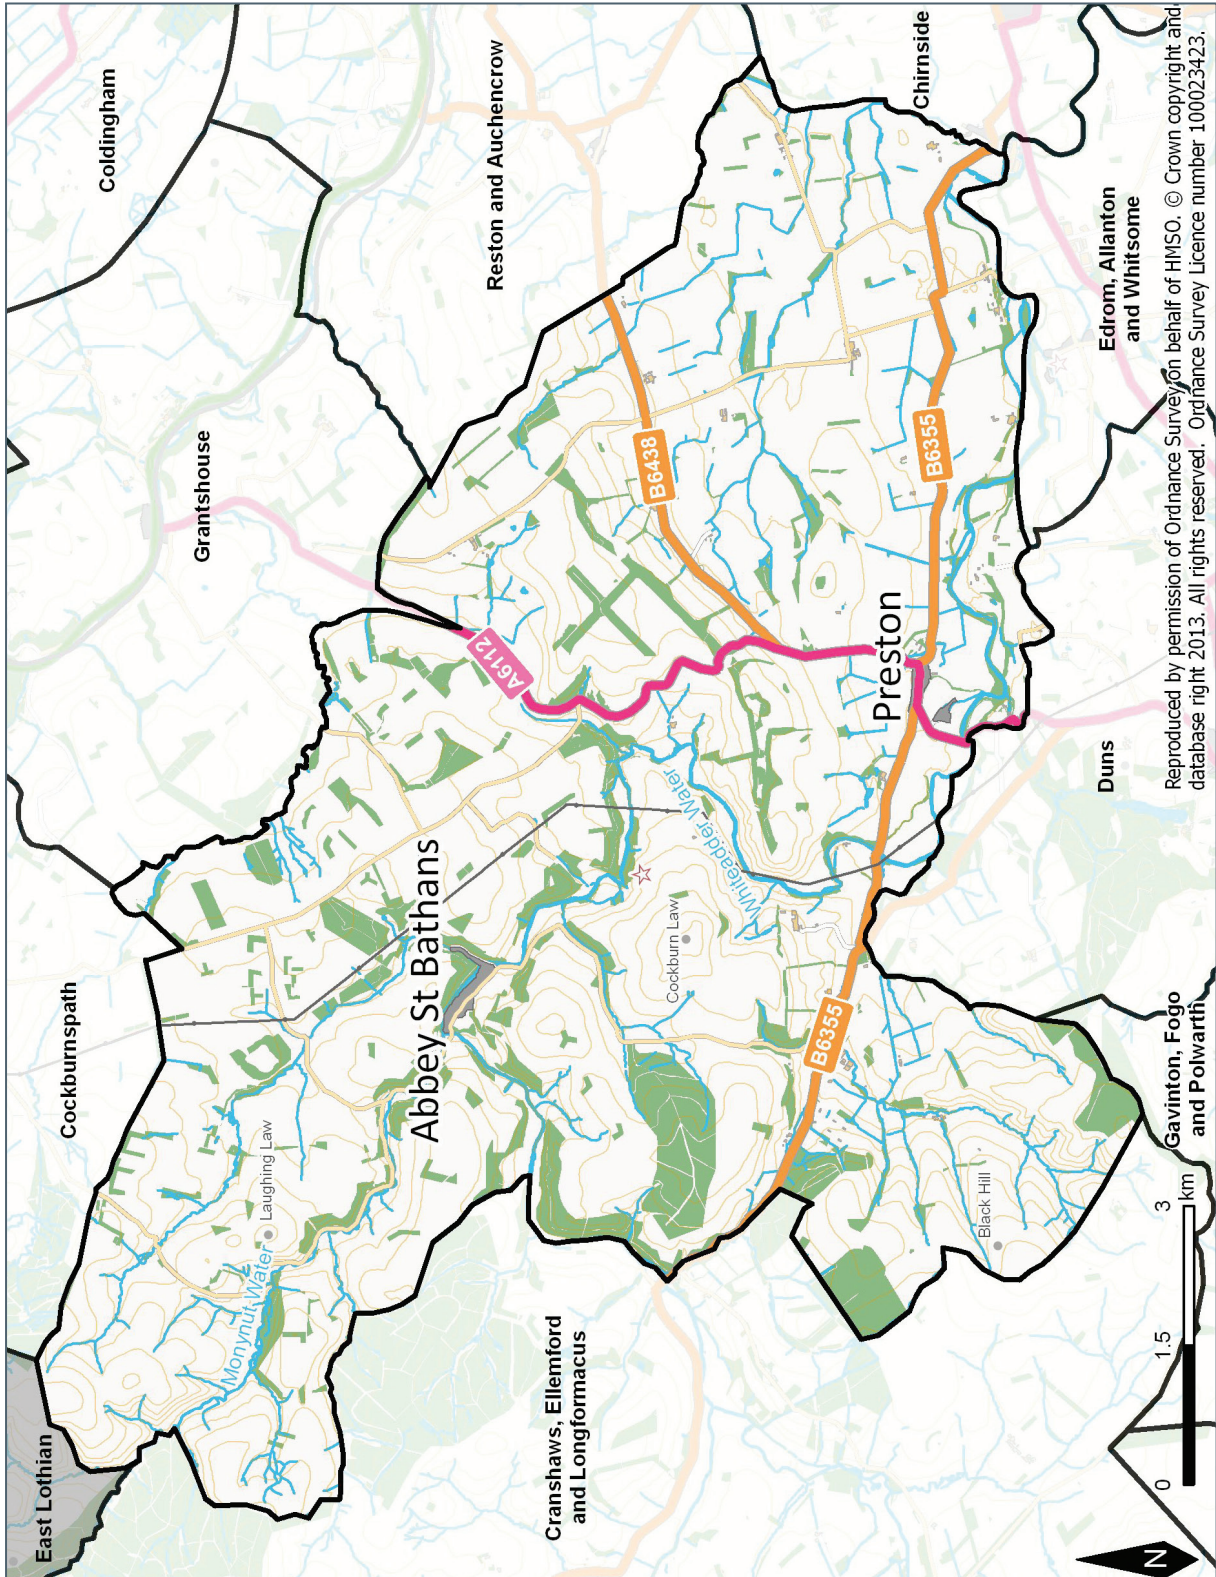 East Lothian
Cockburnspath
Grantshouse
Coldingham
Monynut Water
Laughing Law
Abbey St Bathans
A6112
Reston and Auchencrow
Cranshaws, Ellemford
and Longformacus
Cockburn Law
Whiteadder Water
B6438
B6355
Preston
B6355
Chirnside
Black Hill
Gavinton, Fogo
and Polwarth
Duns
Edrom, Allanton
and Whitsome
N
0
1.5
3
km
Reproduced by permission of Ordnance Survey on behalf of HMSO. © Crown copyright and
database right 2013. All rights reserved. Ordnance Survey Licence number 100023423.